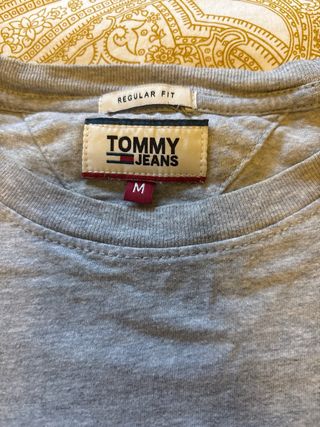 REGULAR FIT
TOMMY
JEANS
M